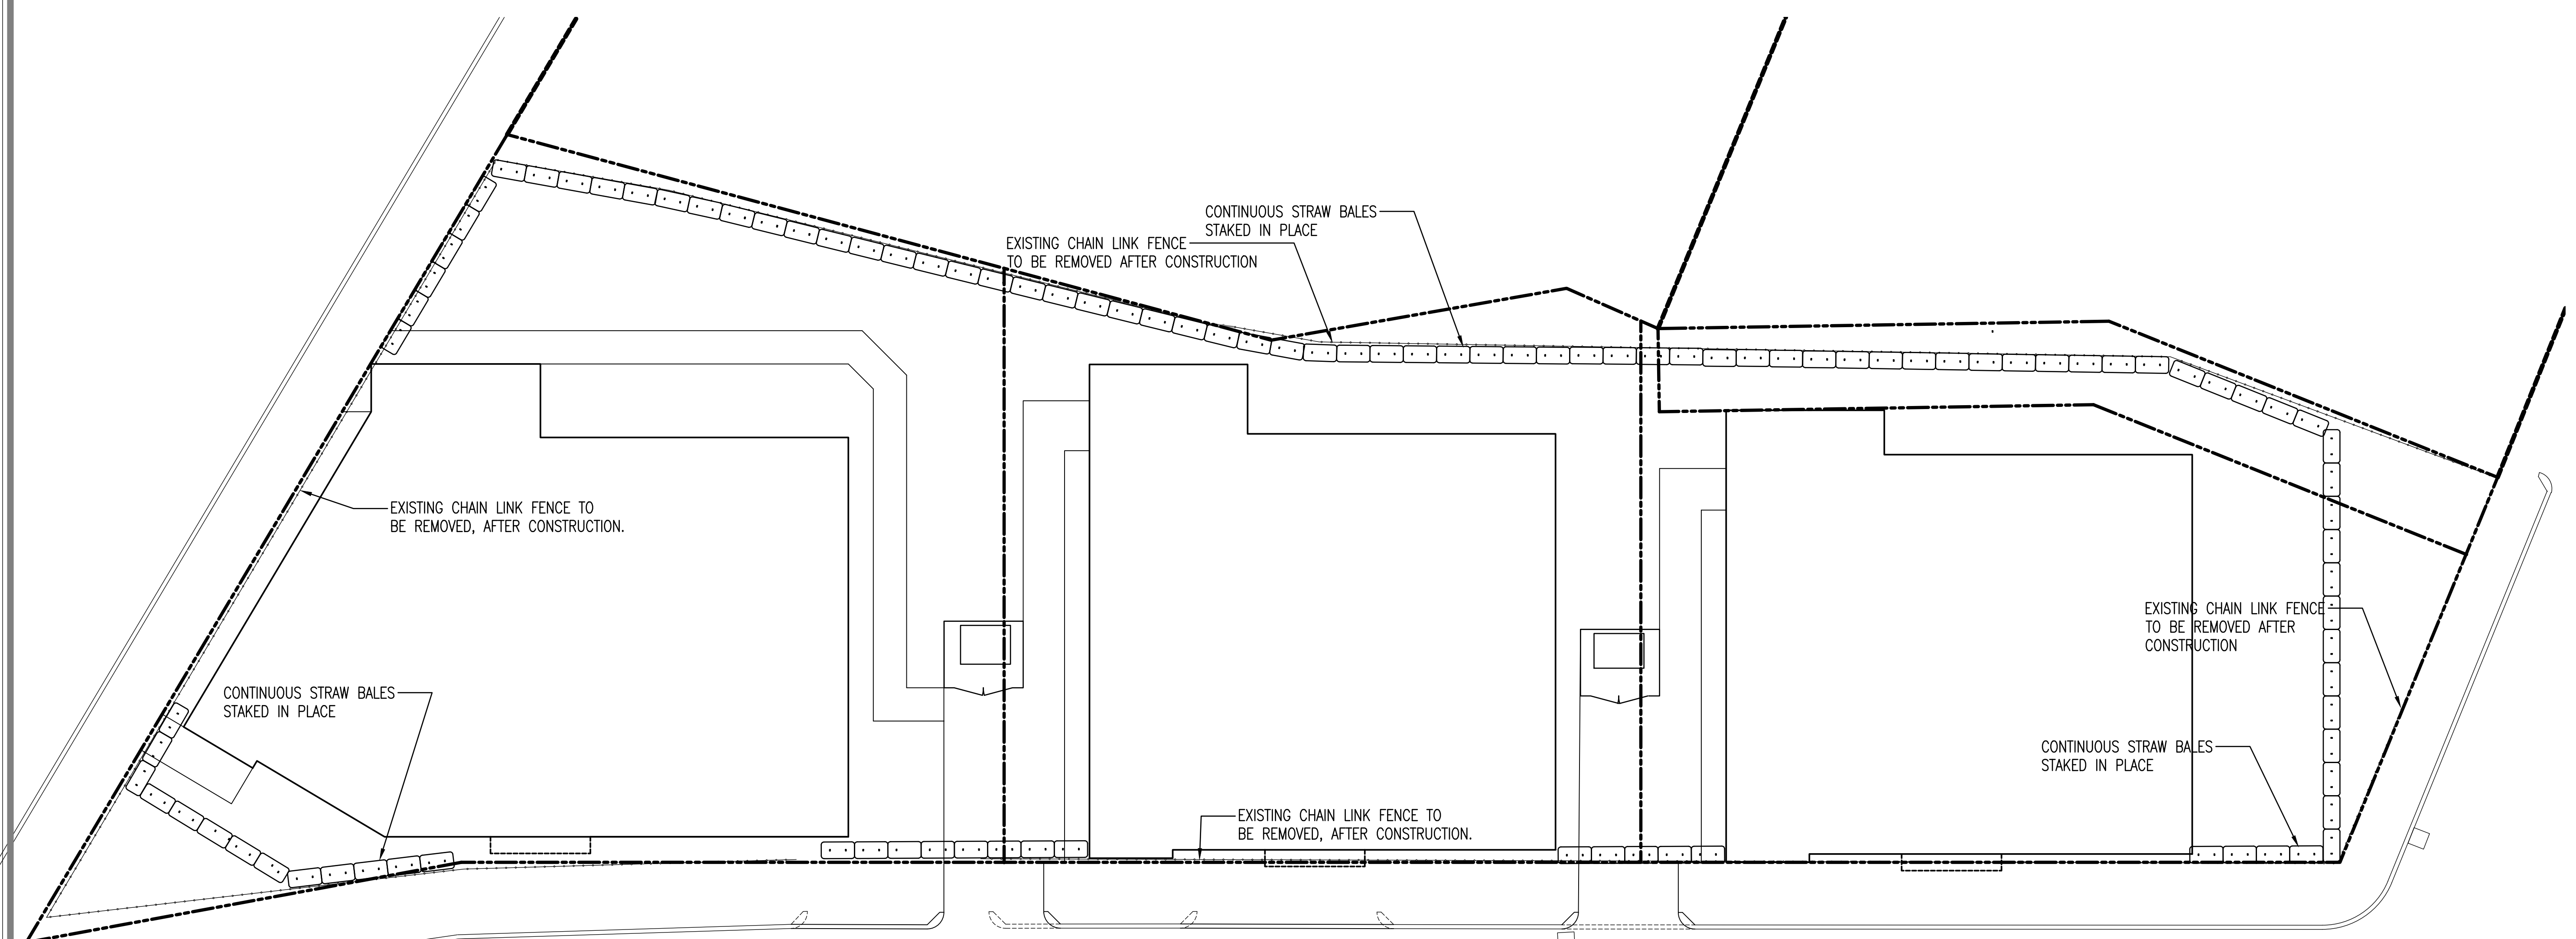 CONTINUOUS STRAW BALES
STAKED IN PLACE
EXISTING CHAIN LINK FENCE
TO BE REMOVED AFTER CONSTRUCTION
EXISTING CHAIN LINK FENCE TO
BE REMOVED, AFTER CONSTRUCTION.
EXISTING CHAIN LINK FENCE
TO BE REMOVED AFTER
CONSTRUCTION
CONTINUOUS STRAW BALES
STAKED IN PLACE
CONTINUOUS STRAW BALES
STAKED IN PLACE
EXISTING CHAIN LINK FENCE TO
BE REMOVED, AFTER CONSTRUCTION.